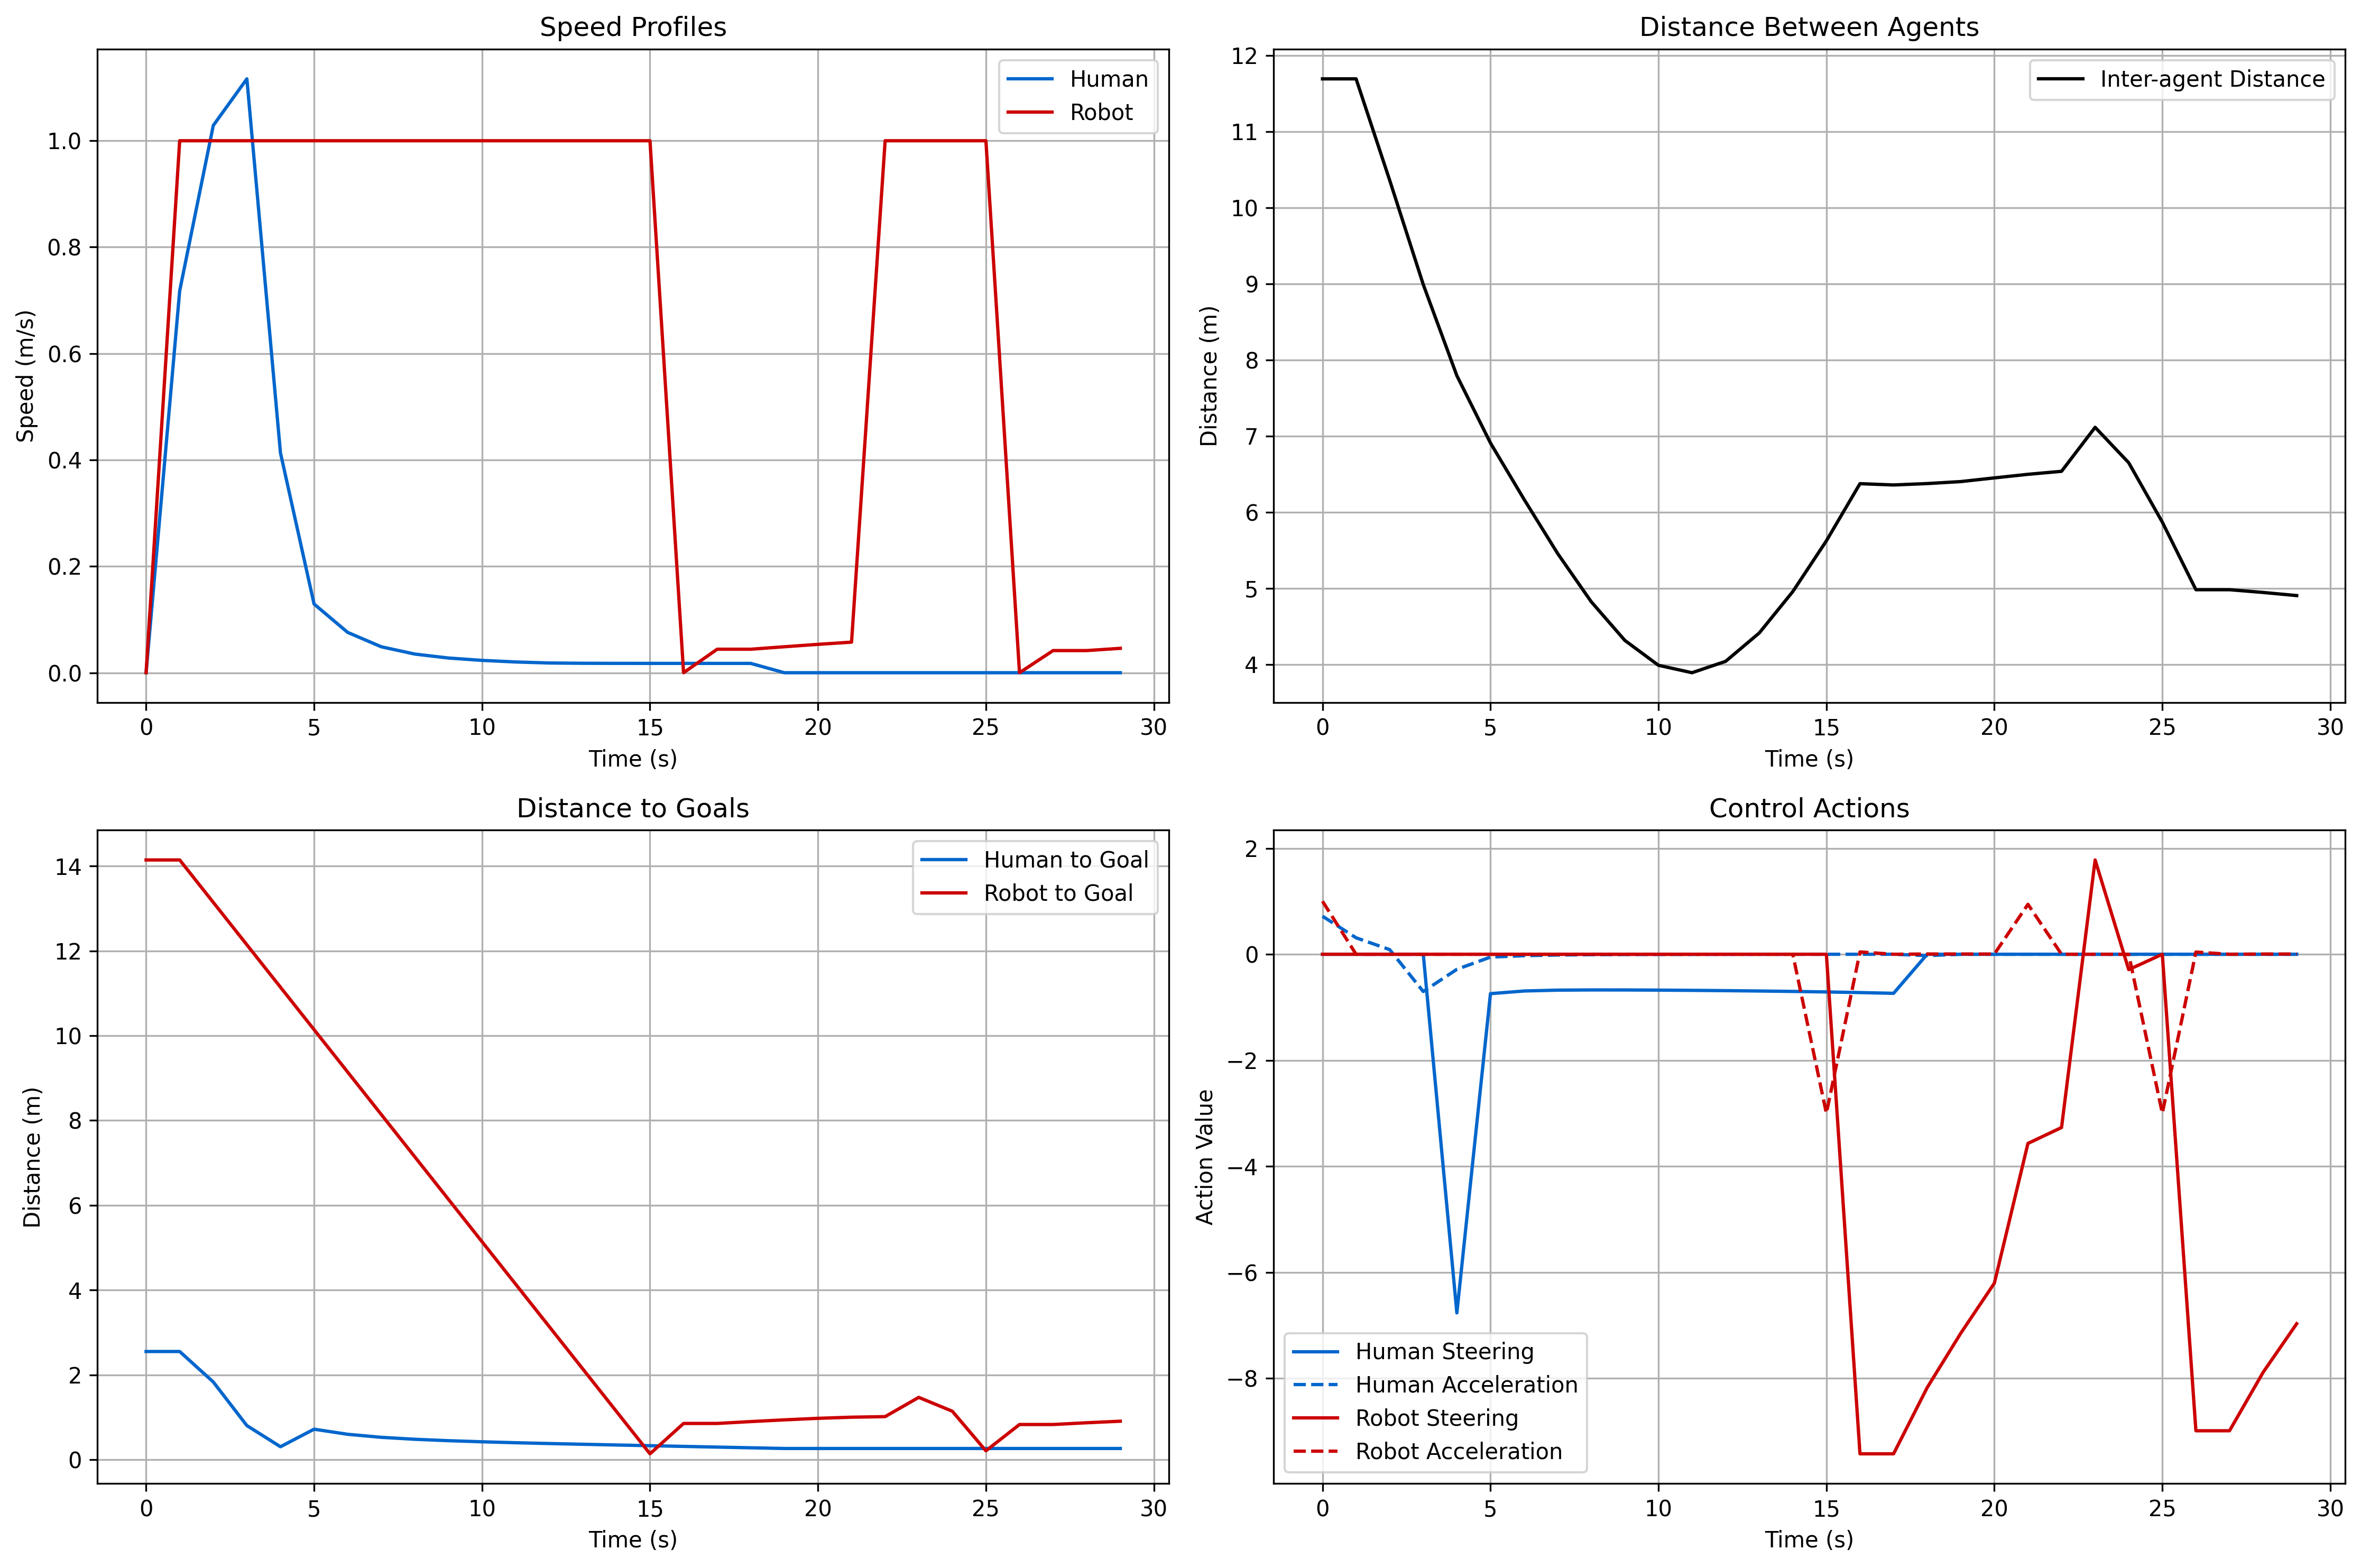 Speed Profiles
Human
Robot
1.0
0.8
0.6
0.4
0.2
0.0
Speed (m/s)
0 5 10 15 20 25 30
Time (s)
Distance Between Agents
Inter-agent Distance
12
11
10
9
8
7
6
5
4
Distance (m)
0 5 10 15 20 25 30
Time (s)
Distance to Goals
Human to Goal
Robot to Goal
14
12
10
8
6
4
2
0
Distance (m)
0 5 10 15 20 25 30
Time (s)
Control Actions
2
0
−2
−4
−6
−8
Action Value
Human Steering
Human Acceleration
Robot Steering
Robot Acceleration
0 5 10 15 20 25 30
Time (s)